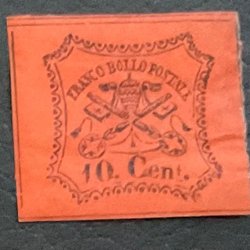 FRANCO BOLLO POSTALE
10. Cent.